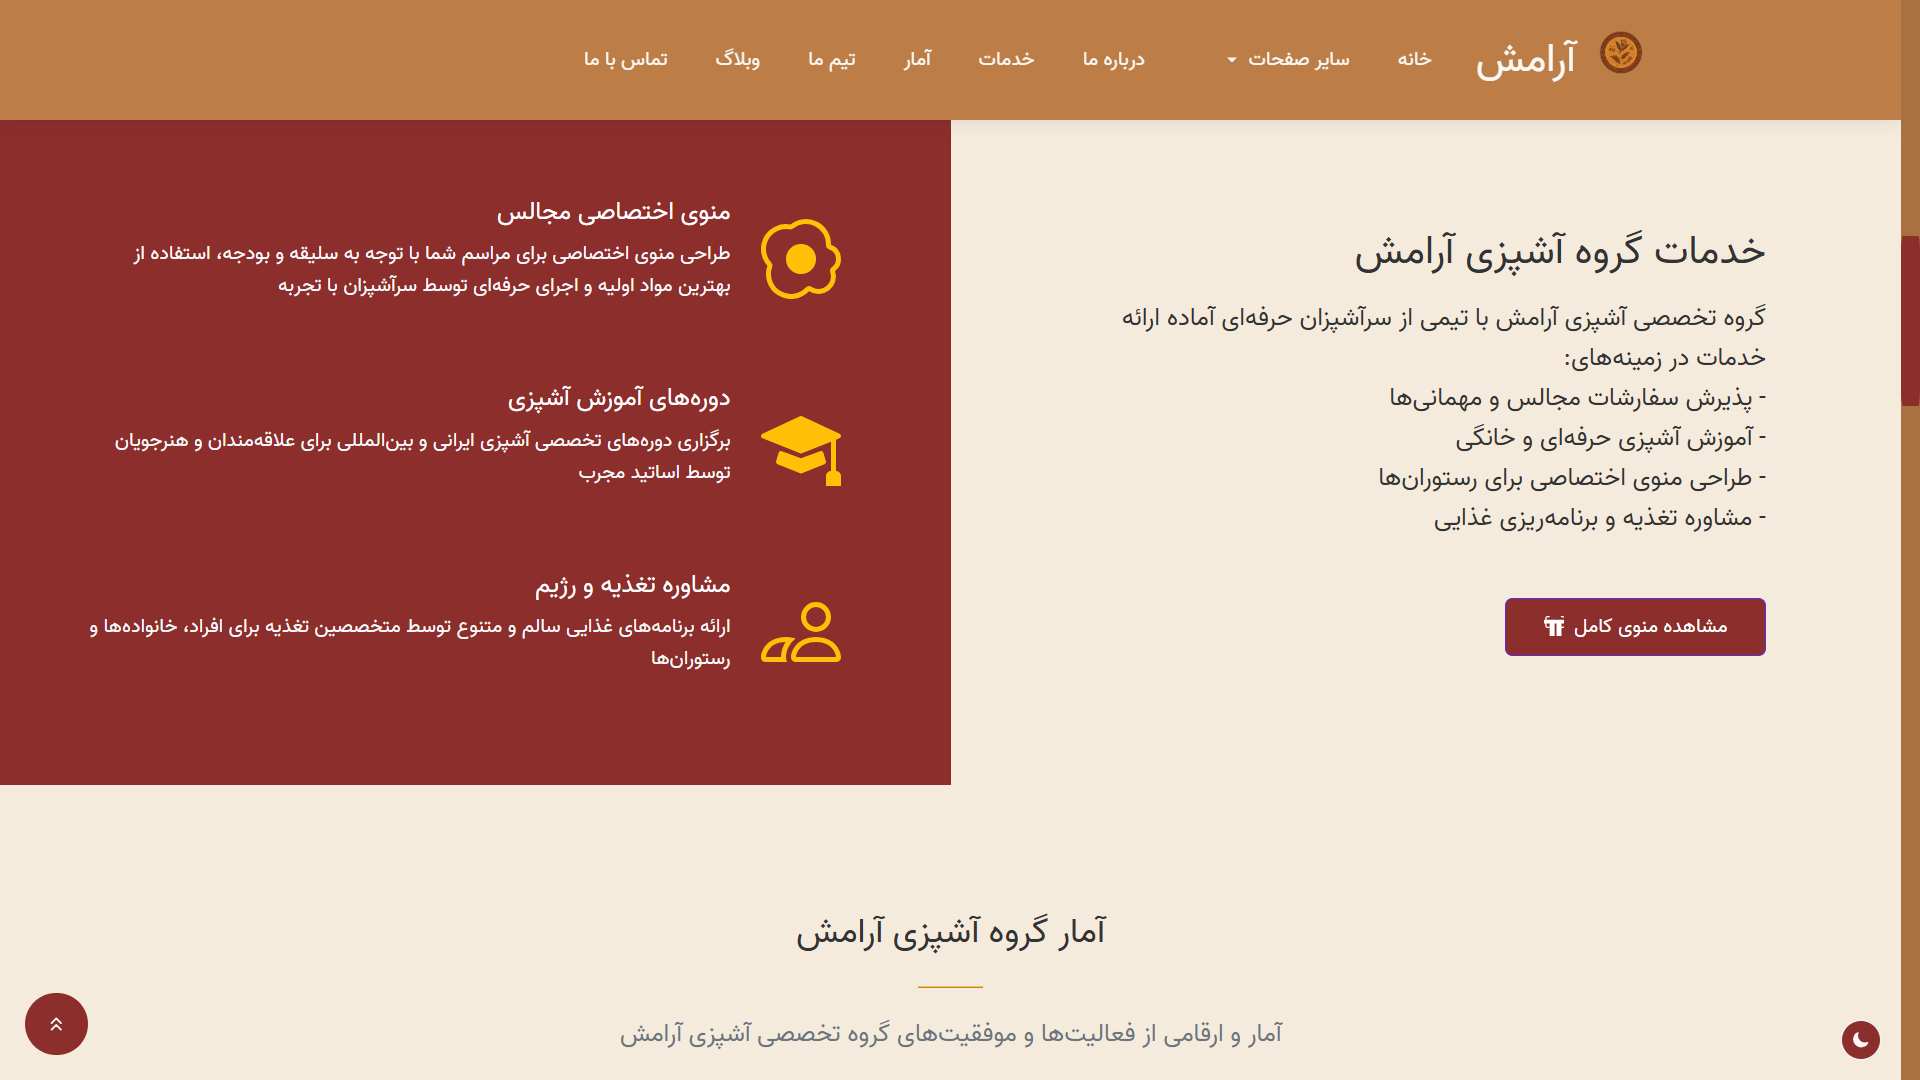 آرامش
خانه
سایر صفحات
درباره ما
خدمات
آمار
تیم ما
وبلاگ
تماس با ما
خدمات گروه آشپزی آرامش
گروه تخصصی آشپزی آرامش با تیمی از سرآشپزان حرفه‌ای آماده ارائه
خدمات در زمینه‌های:
- پذیرش سفارشات مجالس و مهمانی‌ها
- آموزش آشپزی حرفه‌ای و خانگی
- طراحی منوی اختصاصی برای رستوران‌ها
- مشاوره تغذیه و برنامه‌ریزی غذایی
مشاهده منوی کامل
منوی اختصاصی مجالس
طراحی منوی اختصاصی برای مراسم شما با توجه به سلیقه و بودجه، استفاده از
بهترین مواد اولیه و اجرای حرفه‌ای توسط سرآشپزان با تجربه
دوره‌های آموزش آشپزی
برگزاری دوره‌های تخصصی آشپزی ایرانی و بین‌المللی برای علاقه‌مندان و هنرجویان
توسط اساتید مجرب
مشاوره تغذیه و رژیم
ارائه برنامه‌های غذایی سالم و متنوع توسط متخصصین تغذیه برای افراد، خانواده‌ها و
رستوران‌ها
آمار گروه آشپزی آرامش
آمار و ارقامی از فعالیت‌ها و موفقیت‌های گروه تخصصی آشپزی آرامش